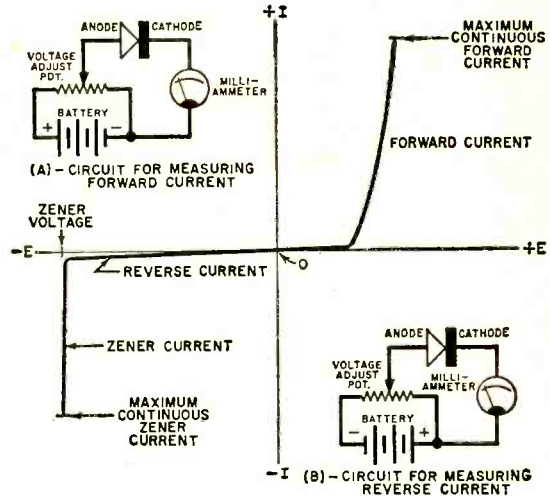 +I
ANODE CATHODE
VOLTAGE
ADJUST
POT.
MILLI-
AMMETER
BATTERY
+ -
(A)-CIRCUIT FOR MEASURING
FORWARD CURRENT
MAXIMUM
CONTINUOUS
FORWARD
CURRENT
FORWARD CURRENT
ZENER
VOLTAGE
-E
+E
REVERSE CURRENT
O
ZENER CURRENT
MAXIMUM
CONTINUOUS
ZENER
CURRENT
-I
ANODE CATHODE
VOLTAGE
ADJUST
POT.
MILLI-
AMMETER
BATTERY
- +
(B)-CIRCUIT FOR MEASURING
REVERSE CURRENT